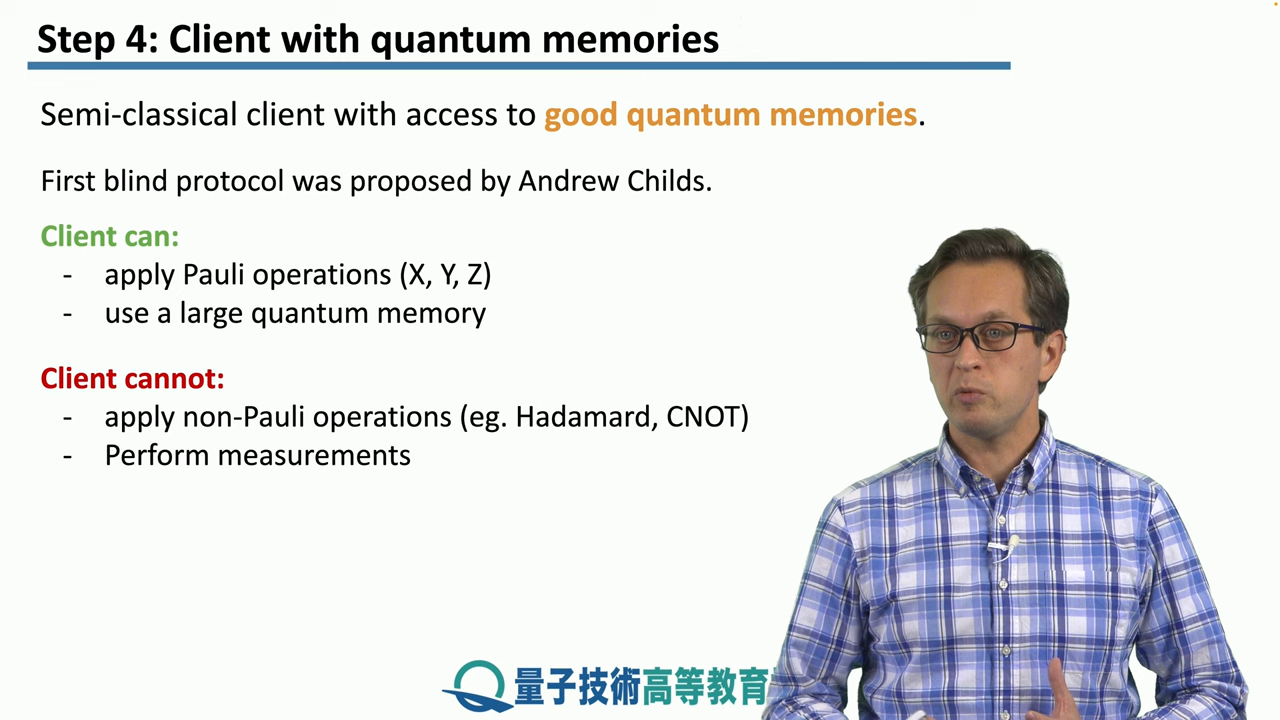 Step 4: Client with quantum memories
Semi-classical client with access to good quantum memories.
First blind protocol was proposed by Andrew Childs.
Client can:
- apply Pauli operations (X, Y, Z)
- use a large quantum memory
Client cannot:
- apply non-Pauli operations (eg. Hadamard, CNOT)
- Perform measurements
量子技術高等教育